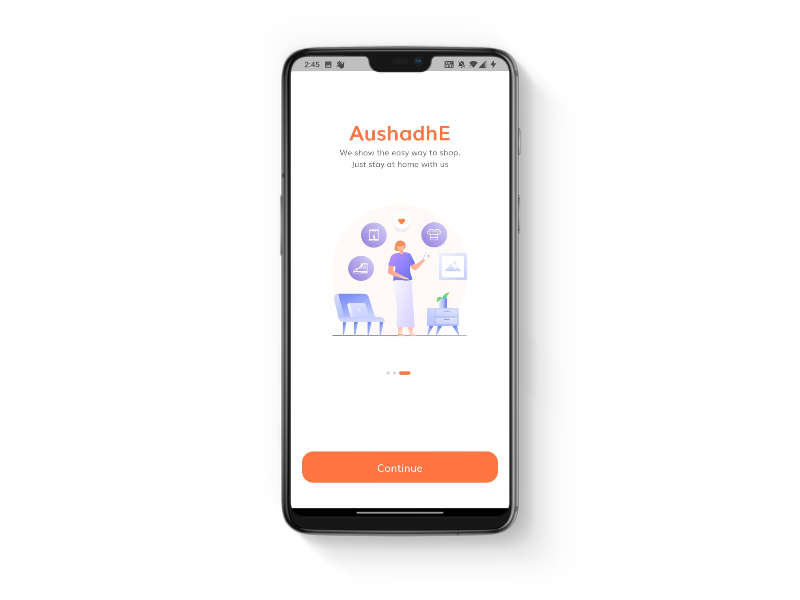 2:45
AushadhE
We show the easy way to shop.
Just stay at home with us
Continue